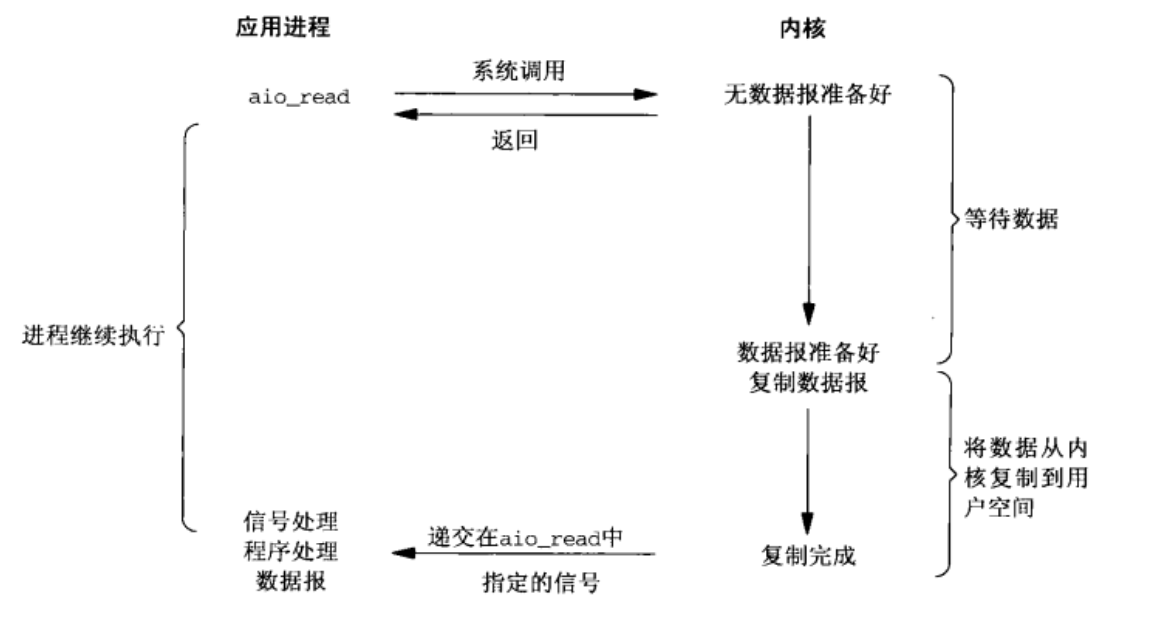 应用进程
内核
系统调用
aio_read
无数据报准备好
返回
等待数据
进程继续执行
数据报准备好
复制数据报
将数据从内
核复制到用
户空间
信号处理
程序处理
数据报
递交在aio_read中
指定的信号
复制完成